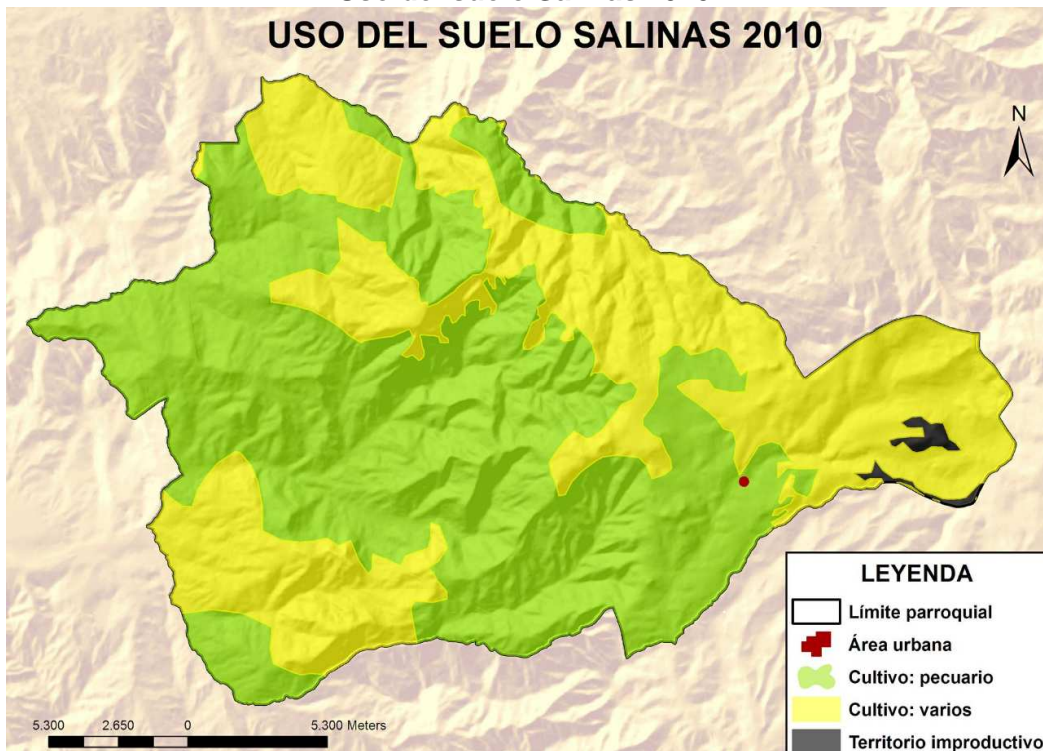 USO DEL SUELO SALINAS 2010
N
LEYENDA
Límite parroquial
Área urbana
Cultivo: pecuario
Cultivo: varios
Territorio improductivo
5.300 2.650 0 5.300 Meters